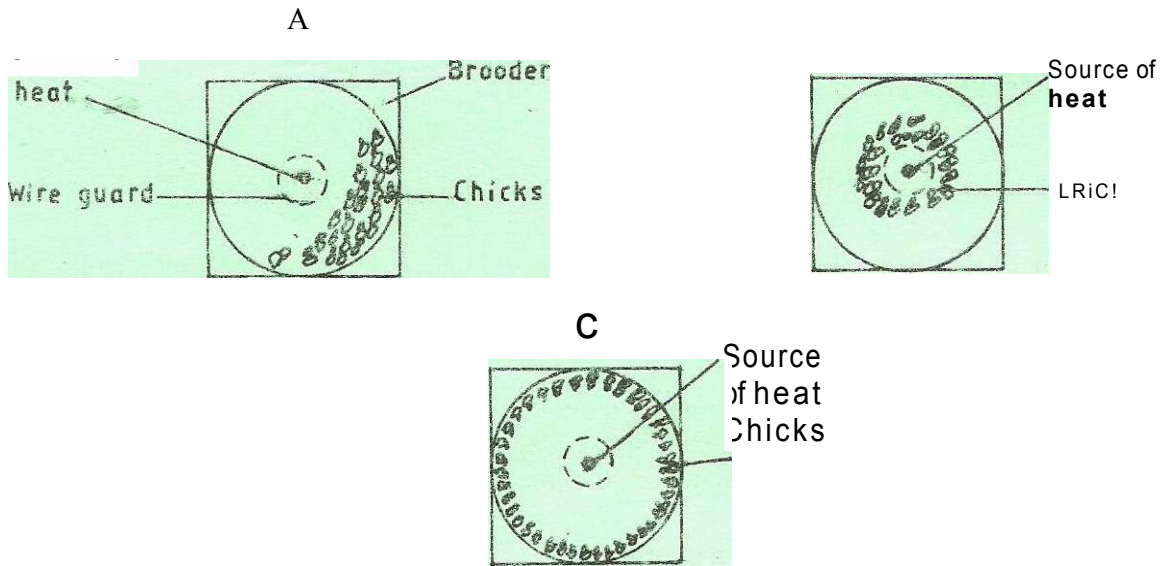 A
heat
Brooder
Wire guard
Chicks
Source of
heat
LRiC!
C
Source
of heat
Chicks